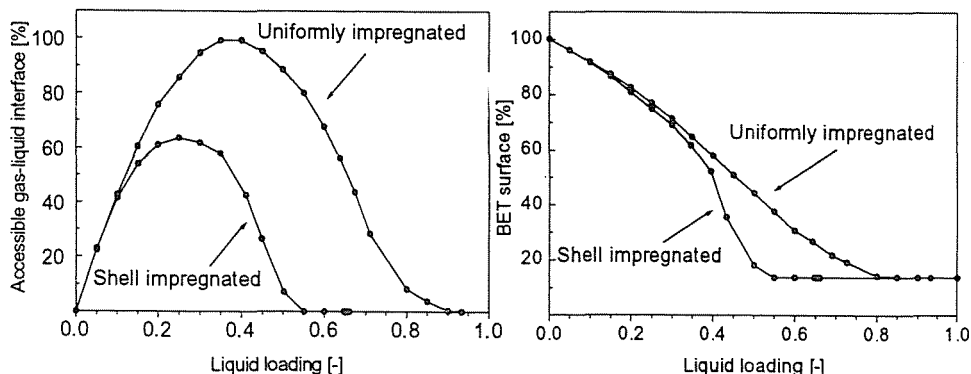 Accessible gas-liquid interface [%]
100
80
60
40
20
0
0.0 0.2 0.4 0.6 0.8 1.0
Liquid loading [-]
Uniformly impregnated
Shell impregnated
BET surface [%]
100
80
60
40
20
0.0 0.2 0.4 0.6 0.8 1.0
Liquid loading [-]
Uniformly impregnated
Shell impregnated